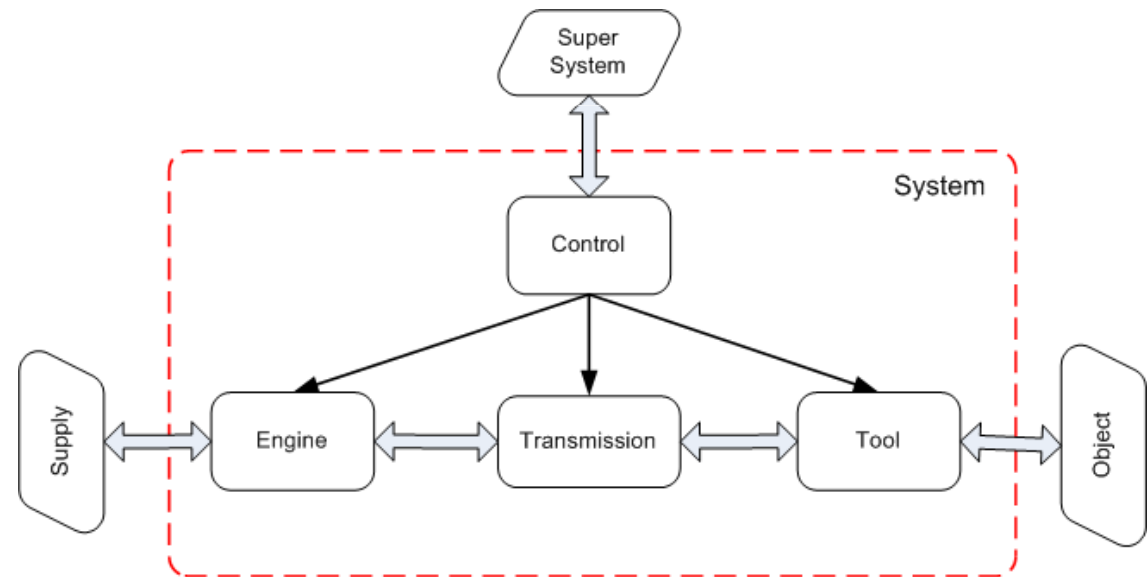 Super
System
System
Control
Supply
Engine
Transmission
Tool
Object